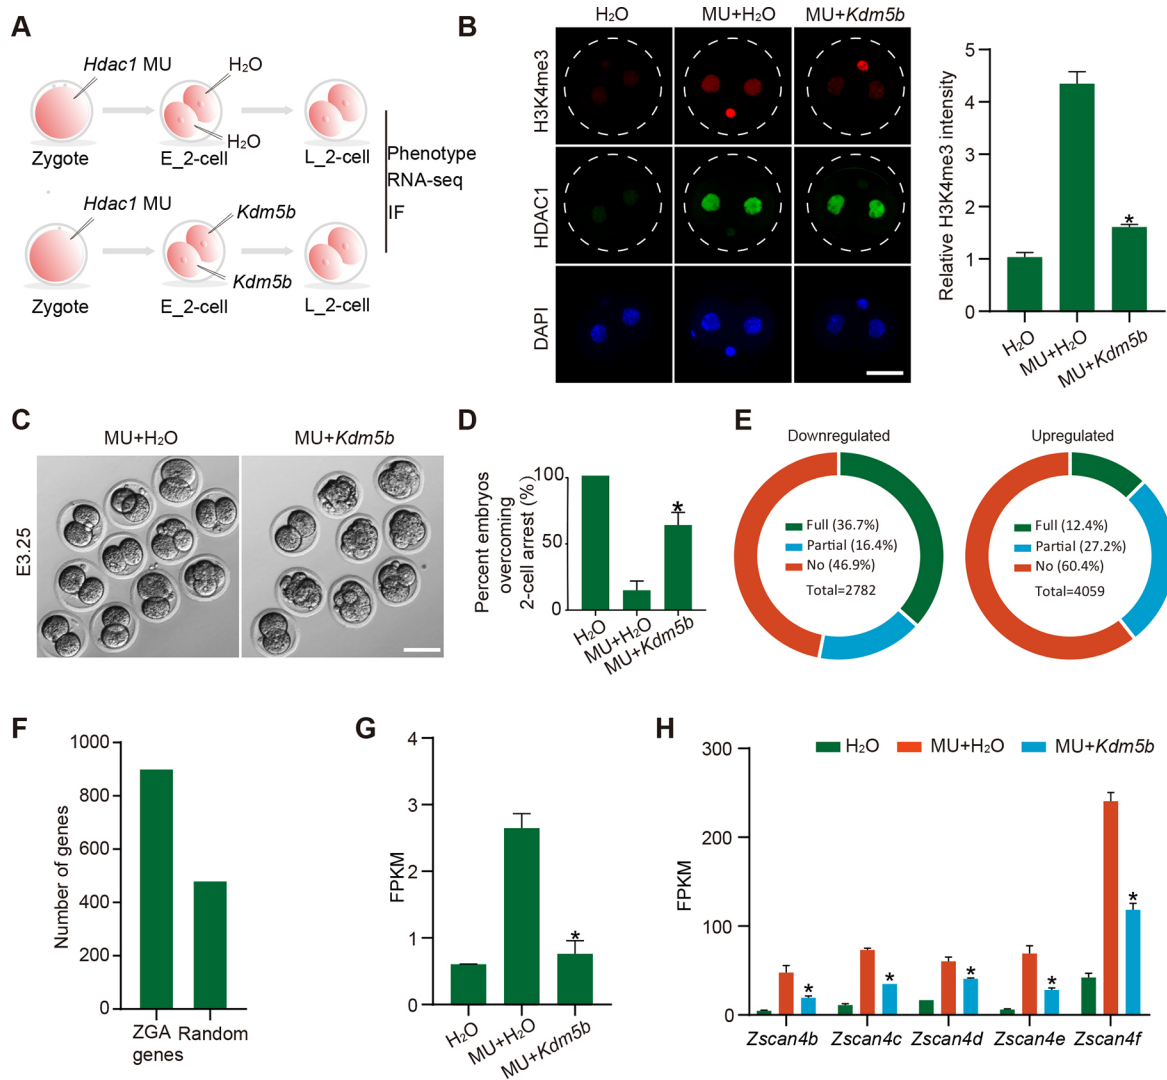 A
Hdac1 MU
H₂O
H₂O
Zygote
E_2-cell
L_2-cell
Hdac1 MU
Kdm5b
Kdm5b
Zygote
E_2-cell
L_2-cell
Phenotype
RNA-seq
IF
B
H₂O
MU+H₂O
MU+Kdm5b
H3K4me3
HDAC1
DAPI
Relative H3K4me3 intensity
5
4
3
2
1
0
*
H₂O
MU+H₂O
MU+Kdm5b
C
MU+H₂O
MU+Kdm5b
E3.25
D
Percent embryos
overcoming
2-cell arrest (%)
100
50
0
*
H₂O
MU+H₂O
MU+Kdm5b
E
Downregulated
Full (36.7%)
Partial (16.4%)
No (46.9%)
Total=2782
Upregulated
Full (12.4%)
Partial (27.2%)
No (60.4%)
Total=4059
F
Number of genes
1000
800
600
400
200
0
ZGA
genes
Random
G
FPKM
4
3
2
1
0
*
H₂O
MU+H₂O
MU+Kdm5b
H
H₂O
MU+H₂O
MU+Kdm5b
FPKM
300
200
100
0
*
*
*
*
*
Zscan4b
Zscan4c
Zscan4d
Zscan4e
Zscan4f